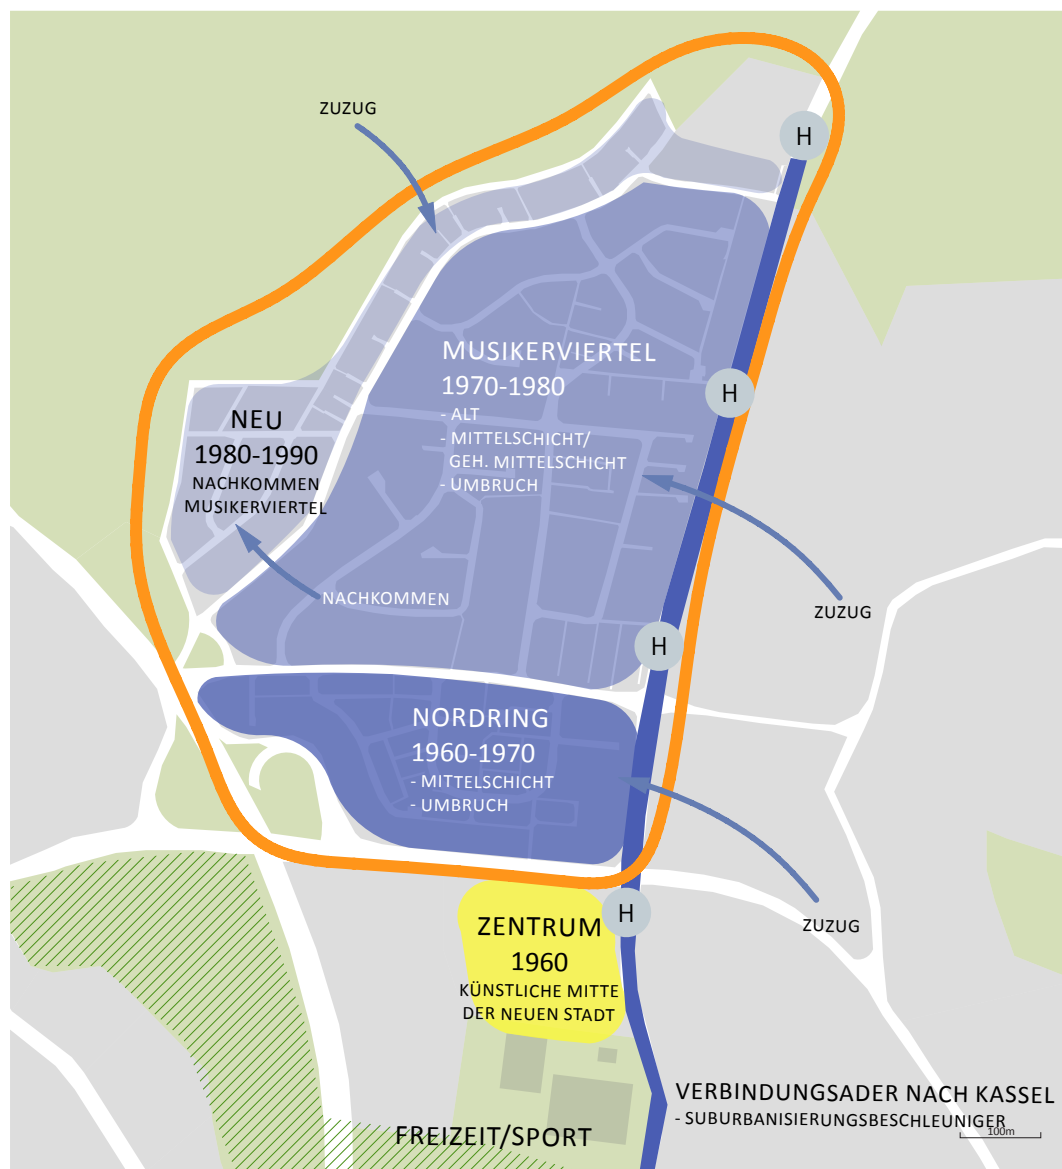 ZUZUG
H
MUSIKERVIERTEL
1970-1980
- ALT
- MITTELSCHICHT/
GEH. MITTELSCHICHT
- UMBRUCH
H
NEU
1980-1990
NACHKOMMEN
MUSIKERVIERTEL
NACHKOMMEN
ZUZUG
H
NORDRING
1960-1970
- MITTELSCHICHT
- UMBRUCH
ZUZUG
H
ZENTRUM
1960
KÜNSTLICHE MITTE
DER NEUEN STADT
VERBINDUNGSADER NACH KASSEL
- SUBURBANISIERUNGSBESCHLEUNIGER
100m
FREIZEIT/SPORT